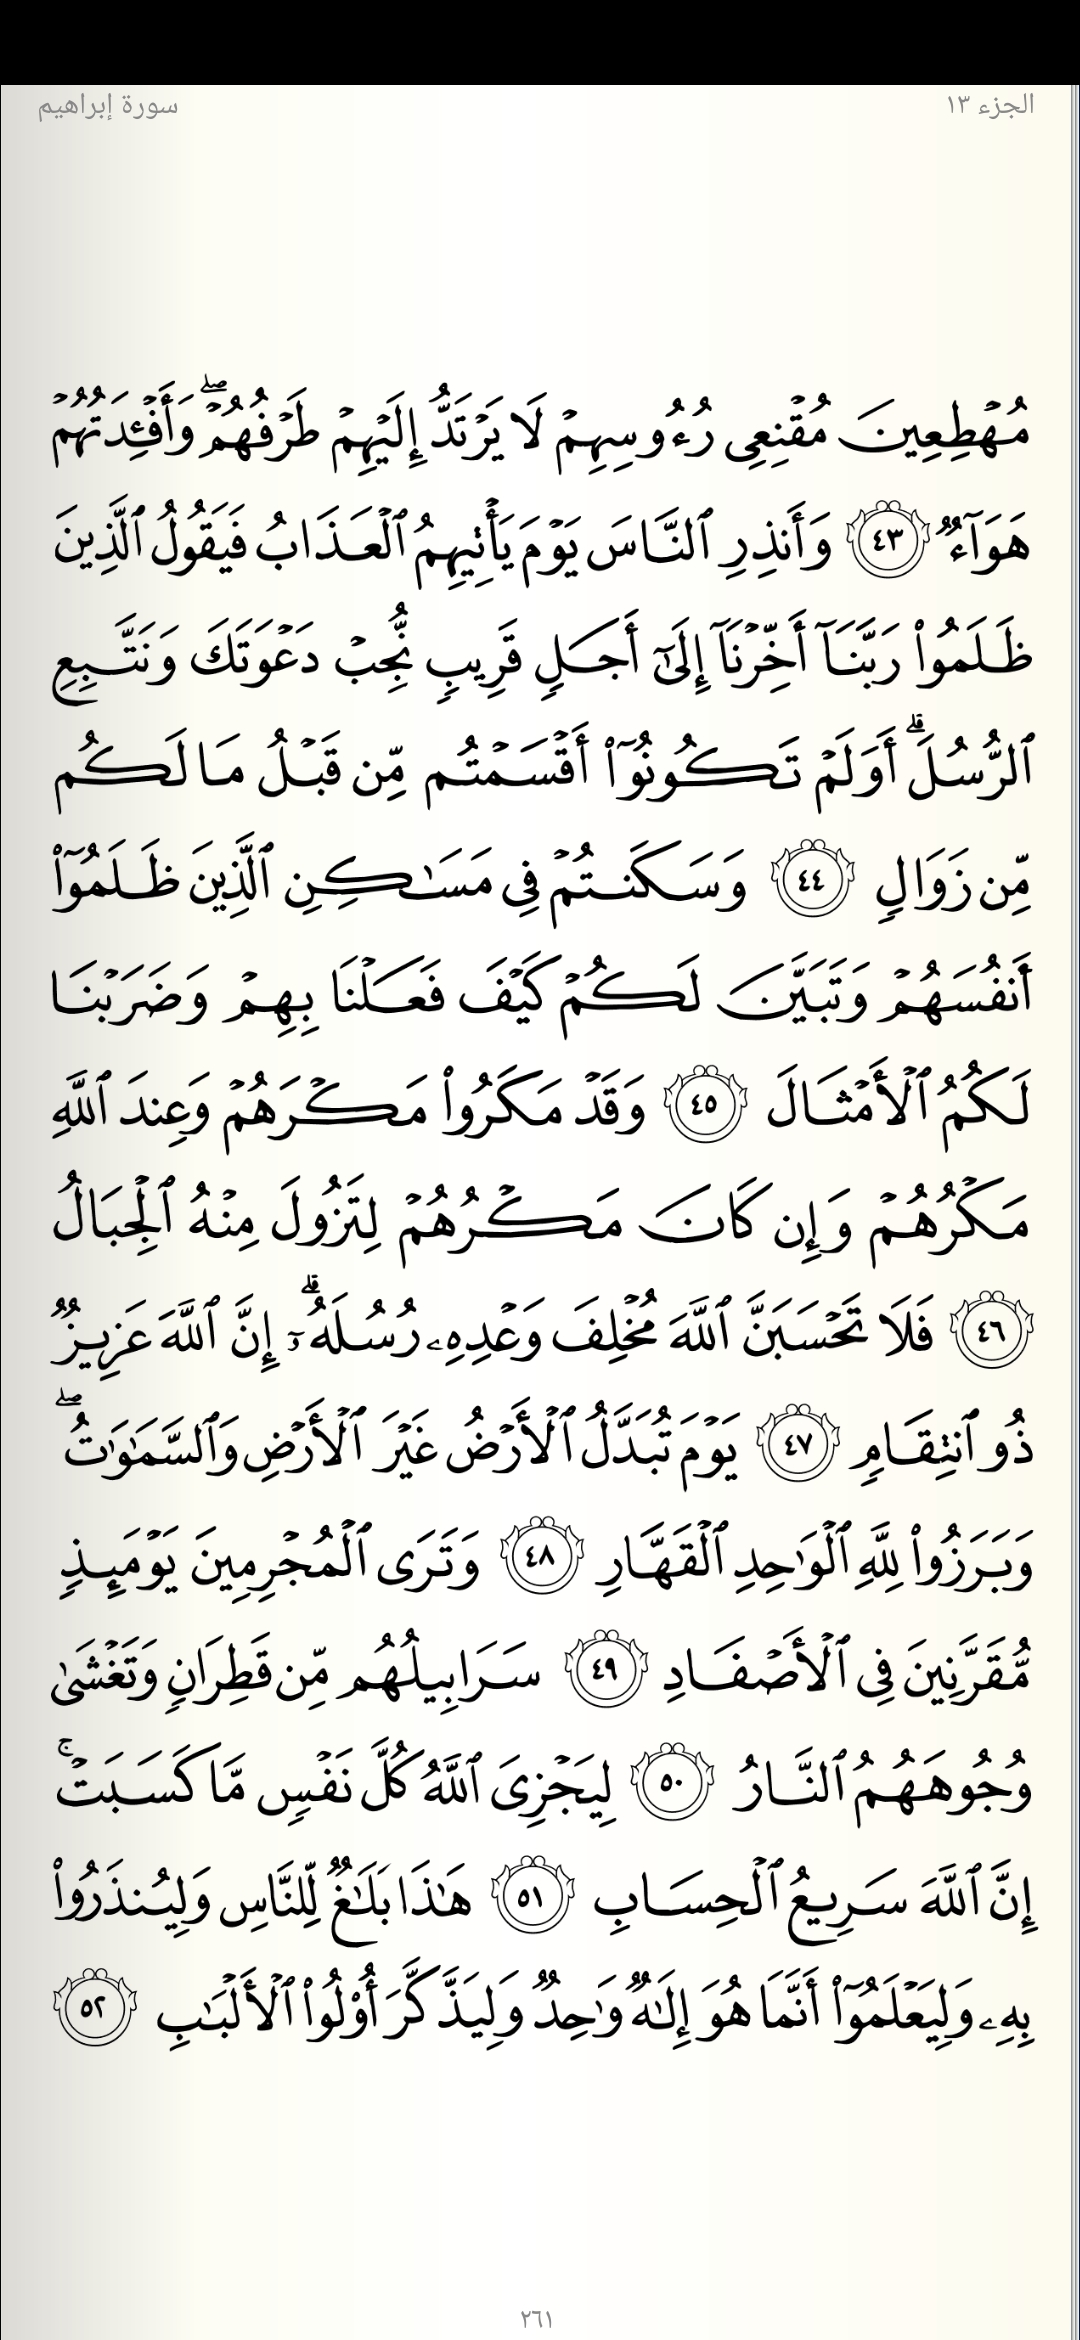 الجزء ١٣
سورة إبراهيم
مُهۡطِعِينَ مُقۡنِعِي رُءُوسِهِمۡ لَا يَرۡتَدُّ إِلَيۡهِمۡ طَرۡفُهُمۡۖ وَأَفۡـِٔدَتُهُمۡ
هَوَآءٞ ٤٣ وَأَنذِرِ ٱلنَّاسَ يَوۡمَ يَأۡتِيهِمُ ٱلۡعَذَابُ فَيَقُولُ ٱلَّذِينَ
ظَلَمُواْ رَبَّنَآ أَخِّرۡنَآ إِلَىٰٓ أَجَلٖ قَرِيبٖ نُّجِبۡ دَعۡوَتَكَ وَنَتَّبِعِ
ٱلرُّسُلَۗ أَوَلَمۡ تَكُونُوٓاْ أَقۡسَمۡتُم مِّن قَبۡلُ مَا لَكُم
مِّن زَوَالٖ ٤٤ وَسَكَنتُمۡ فِي مَسَٰكِنِ ٱلَّذِينَ ظَلَمُوٓاْ
أَنفُسَهُمۡ وَتَبَيَّنَ لَكُمۡ كَيۡفَ فَعَلۡنَا بِهِمۡ وَضَرَبۡنَا
لَكُمُ ٱلۡأَمۡثَالَ ٤٥ وَقَدۡ مَكَرُواْ مَكۡرَهُمۡ وَعِندَ ٱللَّهِ
مَكۡرُهُمۡ وَإِن كَانَ مَكۡرُهُمۡ لِتَزُولَ مِنۡهُ ٱلۡجِبَالُ
٤٦ فَلَا تَحۡسَبَنَّ ٱللَّهَ مُخۡلِفَ وَعۡدِهِۦ رُسُلَهُۥٓۗ إِنَّ ٱللَّهَ عَزِيزٞ
ذُو ٱنتِقَامٖ ٤٧ يَوۡمَ تُبَدَّلُ ٱلۡأَرۡضُ غَيۡرَ ٱلۡأَرۡضِ وَٱلسَّمَٰوَٰتُۖ
وَبَرَزُواْ لِلَّهِ ٱلۡوَٰحِدِ ٱلۡقَهَّارِ ٤٨ وَتَرَى ٱلۡمُجۡرِمِينَ يَوۡمَئِذٖ
مُّقَرَّنِينَ فِي ٱلۡأَصۡفَادِ ٤٩ سَرَابِيلُهُم مِّن قَطِرَانٖ وَتَغۡشَىٰ
وُجُوهَهُمُ ٱلنَّارُ ٥٠ لِيَجۡزِيَ ٱللَّهُ كُلَّ نَفۡسٖ مَّا كَسَبَتۡۚ
إِنَّ ٱللَّهَ سَرِيعُ ٱلۡحِسَابِ ٥١ هَٰذَا بَلَٰغٞ لِّلنَّاسِ وَلِيُنذَرُواْ
بِهِۦ وَلِيَعۡلَمُوٓاْ أَنَّمَا هُوَ إِلَٰهٞ وَٰحِدٞ وَلِيَذَّكَّرَ أُوْلُواْ ٱلۡأَلۡبَٰبِ ٥٢
٢٦١